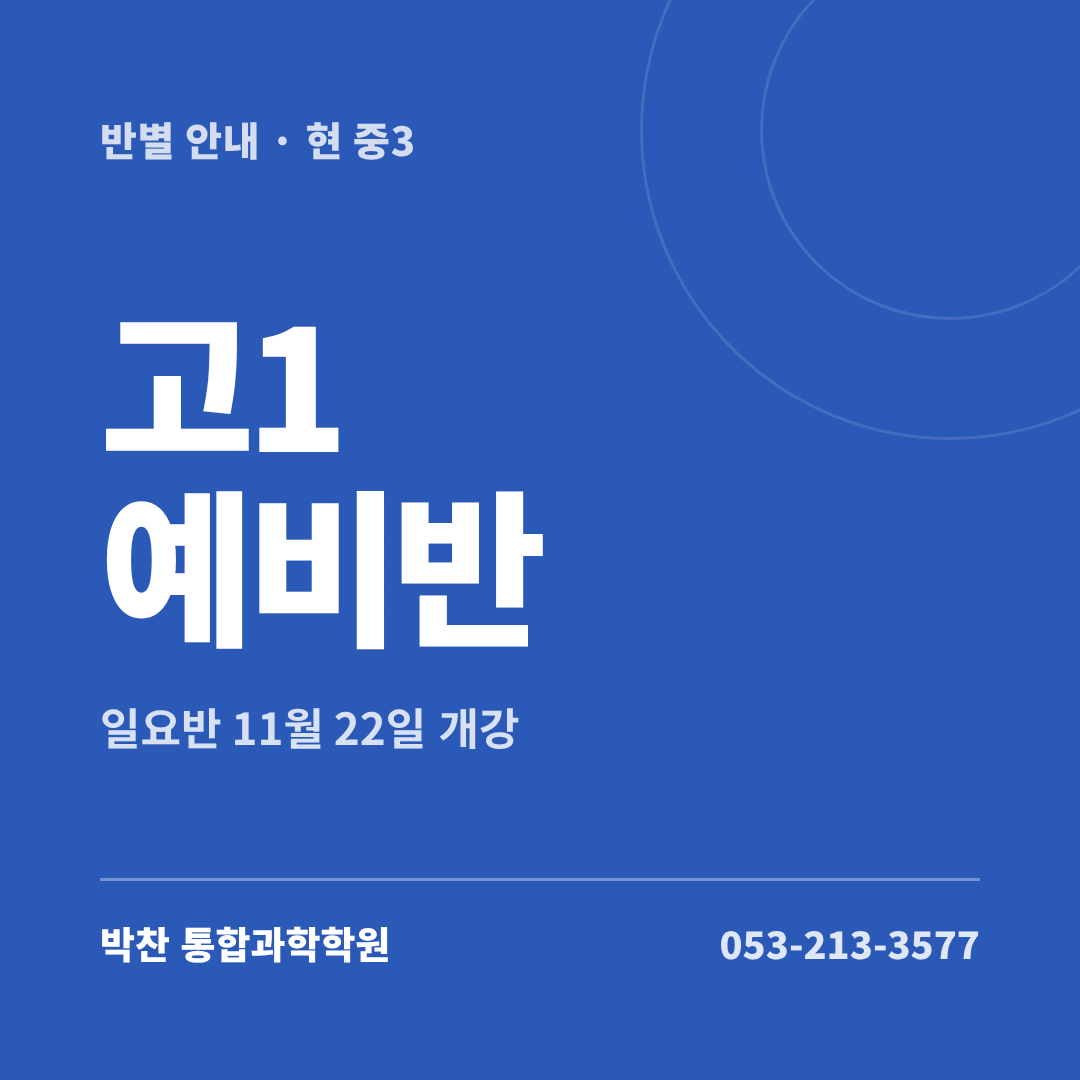 반별 안내 · 현 중3
고1
예비반
일요반 11월 22일 개강
박찬 통합과학학원
053-213-3577